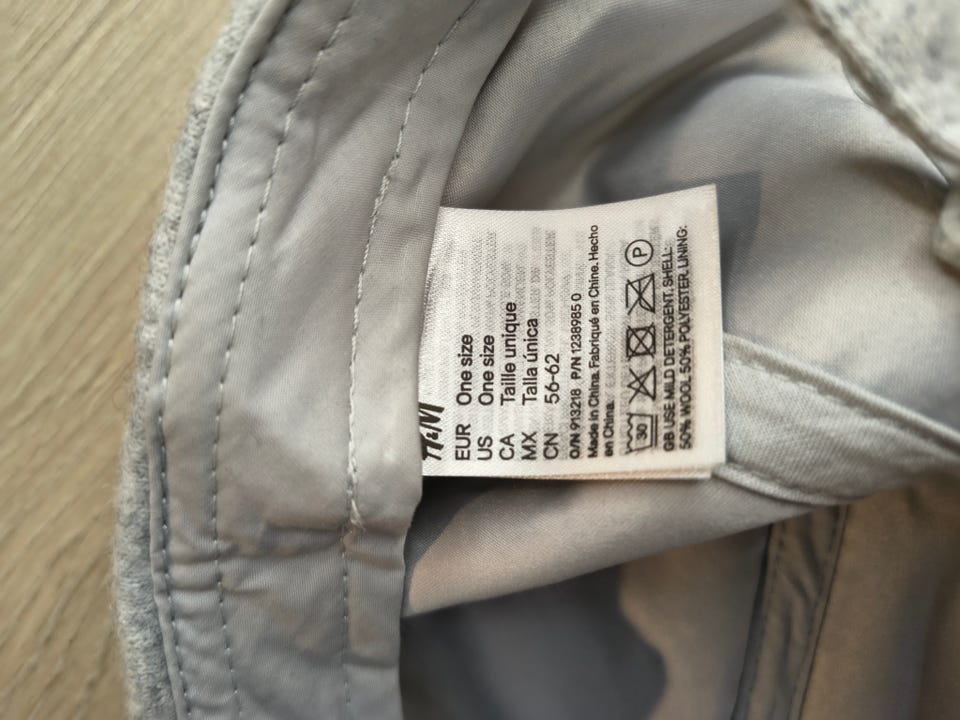 H&M
EUR One size
US One size
CA Taille unique
MX Talla única
CN 56-62
O/N 913218 P/N 1238985 0
Made in China. Fabriqué en Chine. Hecho
en China.
30 P
GB USE MILD DETERGENT. SHELL:
50% WOOL 50% POLYESTER. LINING: